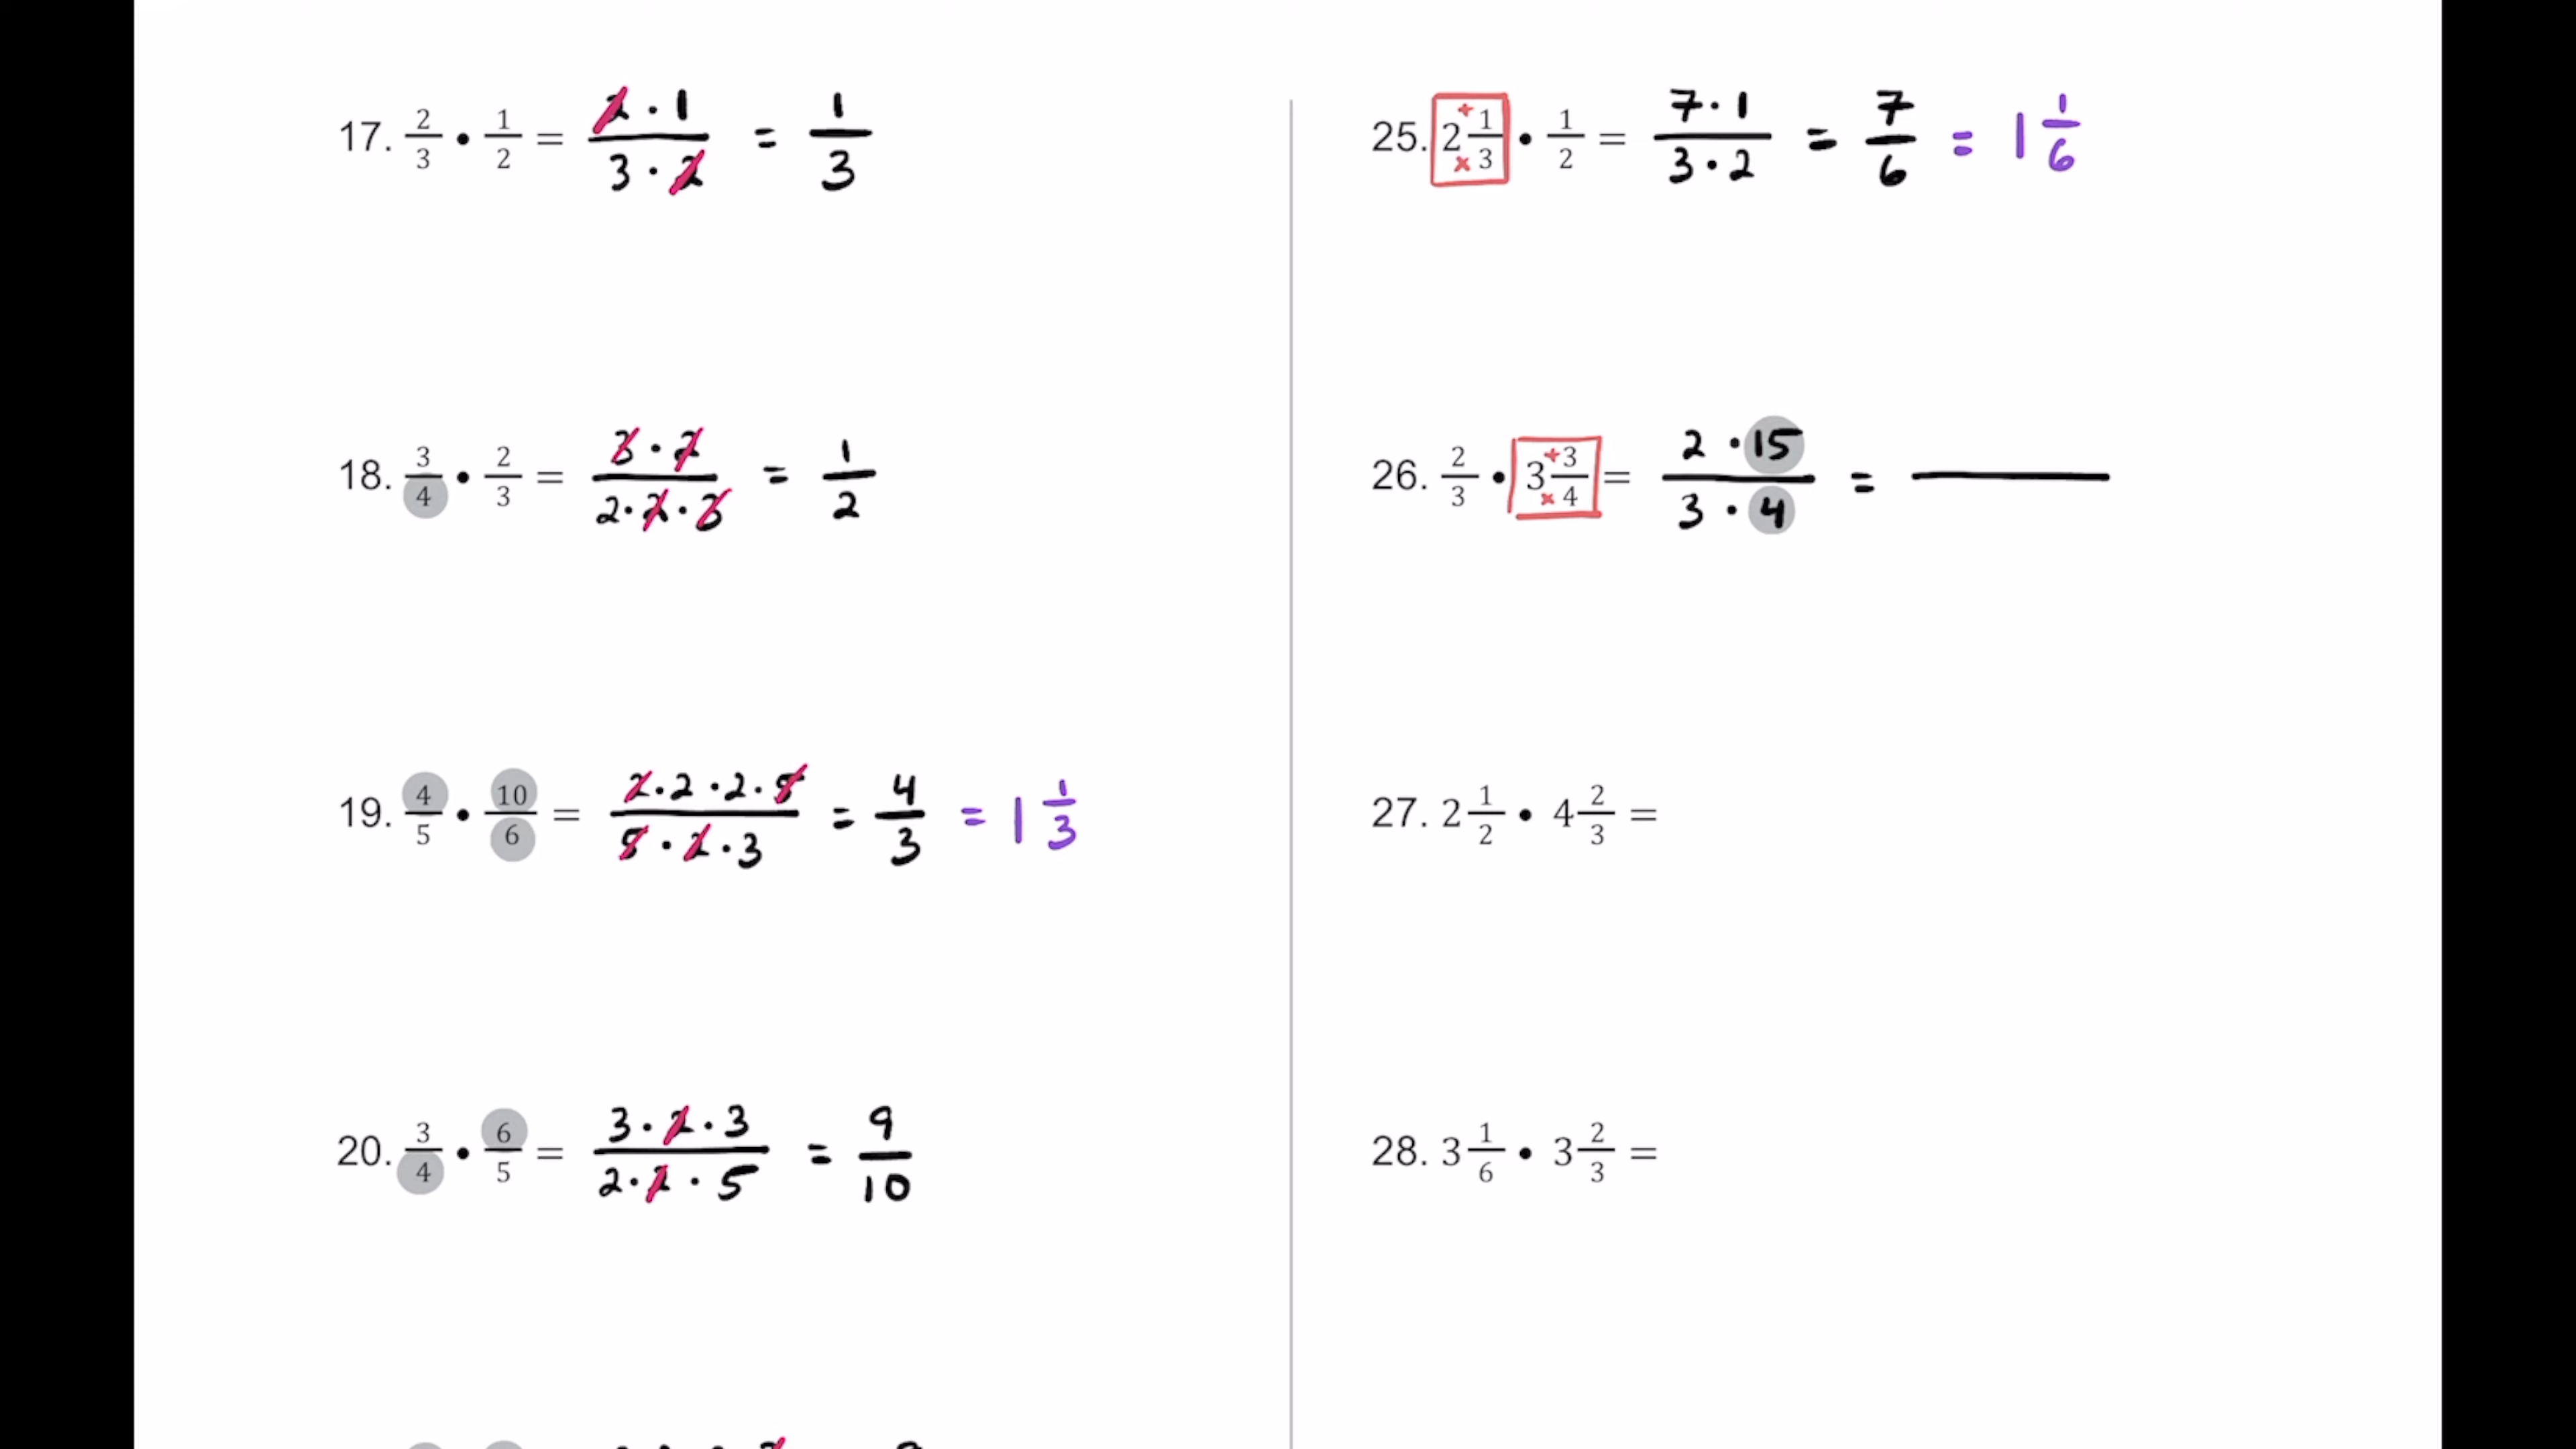 17. 2/3 • 1/2 = 2 · 1 / 3 · 2 = 1/3
18. 3/4 • 2/3 = 3 · 2 / 2 · 2 · 3 = 1/2
19. 4/5 • 10/6 = 2 · 2 · 2 · 5 / 5 · 2 · 3 = 4/3 = 1 1/3
20. 3/4 • 6/5 = 3 · 2 · 3 / 2 · 2 · 5 = 9/10
25. 2 + 1/3 x • 1/2 = 7 · 1 / 3 · 2 = 7/6 = 1 1/6
26. 2/3 • 3 + 3/4 x = 2 · 15 / 3 · 4 =
27. 2 1/2 • 4 2/3 =
28. 3 1/6 • 3 2/3 =